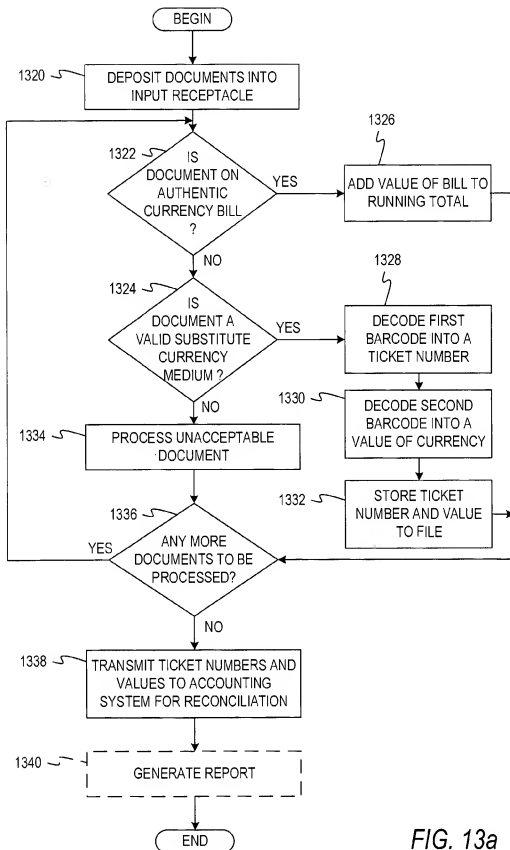 BEGIN
1320
DEPOSIT DOCUMENTS INTO
INPUT RECEPTACLE
1322
IS
DOCUMENT ON
AUTHENTIC
CURRENCY BILL
?
YES
1326
ADD VALUE OF BILL TO
RUNNING TOTAL
NO
1324
IS
DOCUMENT A
VALID SUBSTITUTE
CURRENCY
MEDIUM ?
YES
1328
DECODE FIRST
BARCODE INTO A
TICKET NUMBER
1330
DECODE SECOND
BARCODE INTO A
VALUE OF CURRENCY
1332
STORE TICKET
NUMBER AND VALUE
TO FILE
NO
1334
PROCESS UNACCEPTABLE
DOCUMENT
1336
YES
ANY MORE
DOCUMENTS TO BE
PROCESSED?
NO
1338
TRANSMIT TICKET NUMBERS AND
VALUES TO ACCOUNTING
SYSTEM FOR RECONCILIATION
1340
GENERATE REPORT
END
FIG. 13a